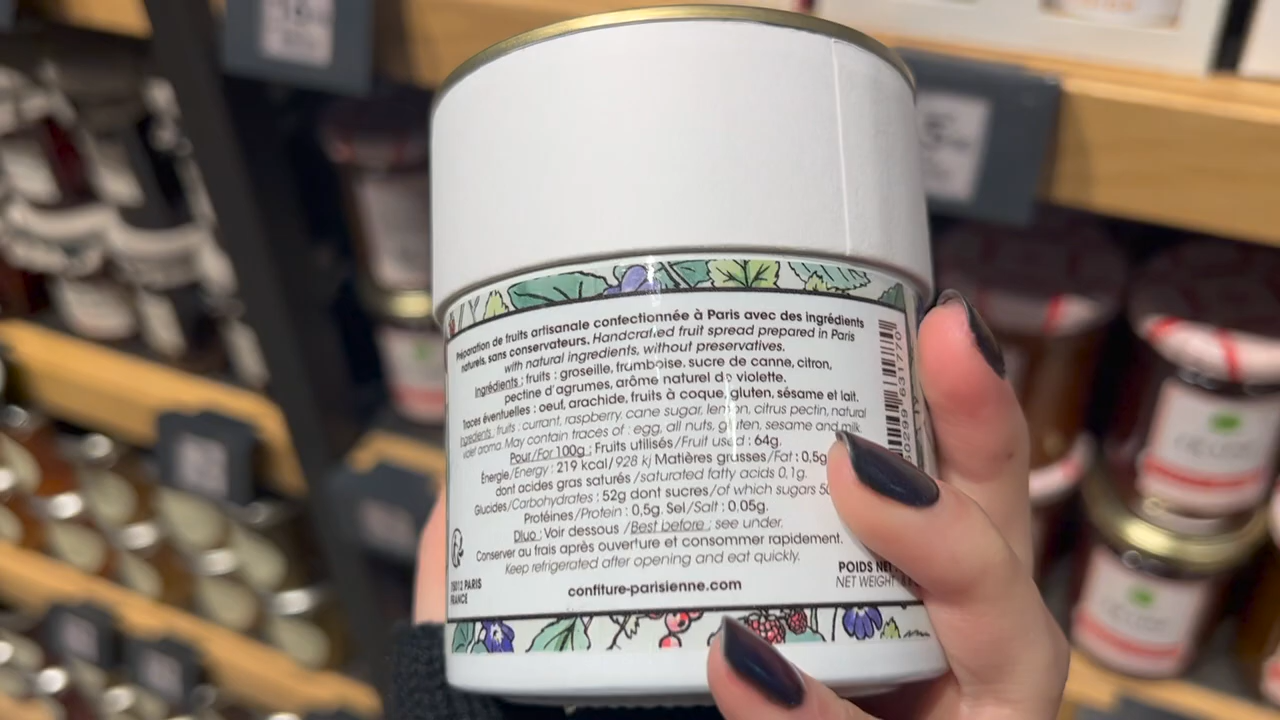 Préparation de fruits artisanale confectionnée à Paris avec des ingrédients
naturels, sans conservateurs. Handcrafted fruit spread prepared in Paris
with natural ingredients, without preservatives.
Ingrédients : fruits : groseille, framboise, sucre de canne, citron,
pectine d'agrumes, arôme naturel de violette.
Traces éventuelles : oeuf, arachide, fruits à coque, gluten, sésame et lait.
Ingredients : fruits : currant, raspberry, cane sugar, lemon, citrus pectin, natural
violet aroma. May contain traces of : egg, all nuts, gluten, sesame and milk.
Pour/For 100g : Fruits utilisés/Fruit used : 64g.
Énergie/Energy : 219 kcal/928 kj Matières grasses/Fat : 0,5g
dont acides gras saturés /saturated fatty acids 0,1g.
Glucides/Carbohydrates : 52g dont sucres/of which sugars
Protéines/Protein : 0,5g. Sel/Salt : 0.05g.
Dluo : Voir dessous /Best before : see under.
Conserver au frais après ouverture et consommer rapidement.
Keep refrigerated after opening and eat quickly.
confiture-parisienne.com
75012 PARIS
FRANCE
POIDS
NET WEIGHT
631770